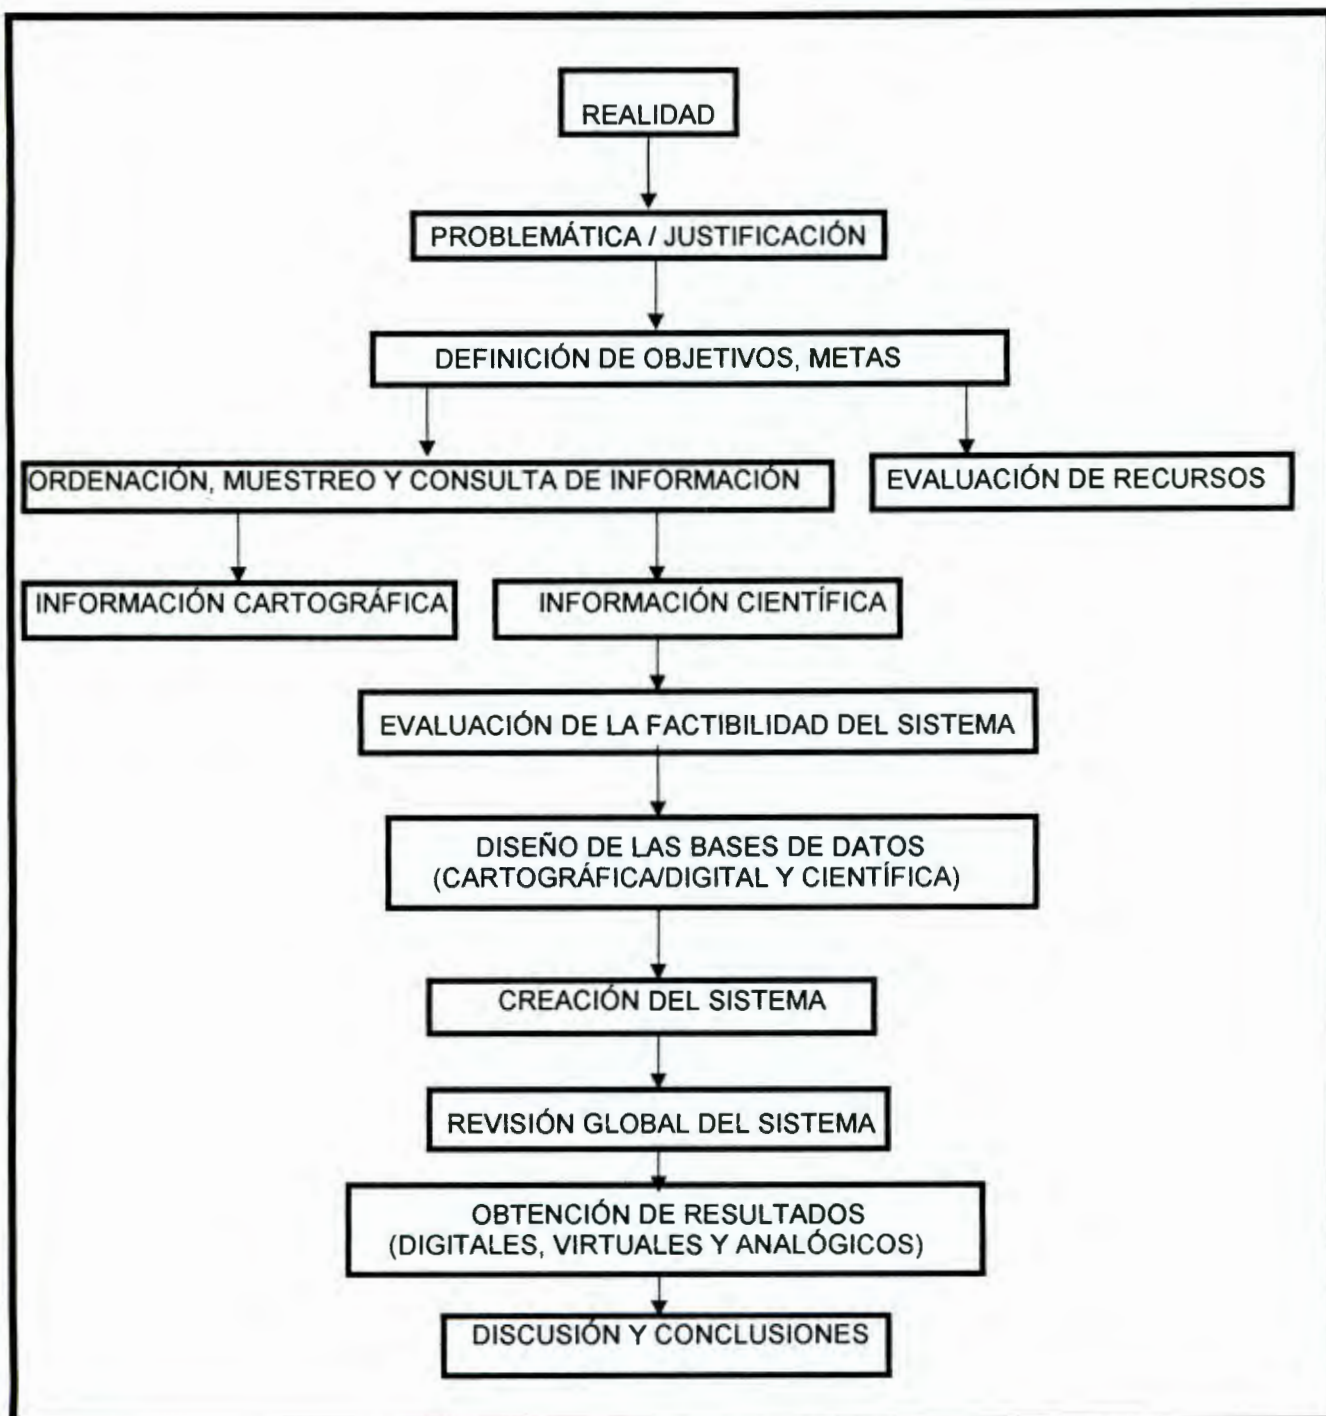 REALIDAD
PROBLEMÁTICA / JUSTIFICACIÓN
DEFINICIÓN DE OBJETIVOS, METAS
ORDENACIÓN, MUESTREO Y CONSULTA DE INFORMACIÓN
EVALUACIÓN DE RECURSOS
INFORMACIÓN CARTOGRÁFICA
INFORMACIÓN CIENTÍFICA
EVALUACIÓN DE LA FACTIBILIDAD DEL SISTEMA
DISEÑO DE LAS BASES DE DATOS
(CARTOGRÁFICA/DIGITAL Y CIENTÍFICA)
CREACIÓN DEL SISTEMA
REVISIÓN GLOBAL DEL SISTEMA
OBTENCIÓN DE RESULTADOS
(DIGITALES, VIRTUALES Y ANALÓGICOS)
DISCUSIÓN Y CONCLUSIONES